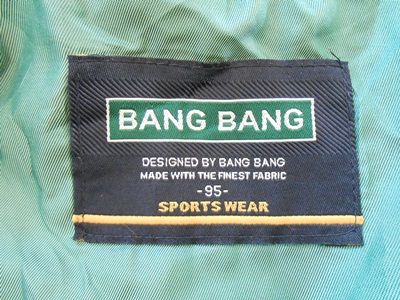 BANG BANG
DESIGNED BY BANG BANG
MADE WITH THE FINEST FABRIC
-95-
SPORTS WEAR